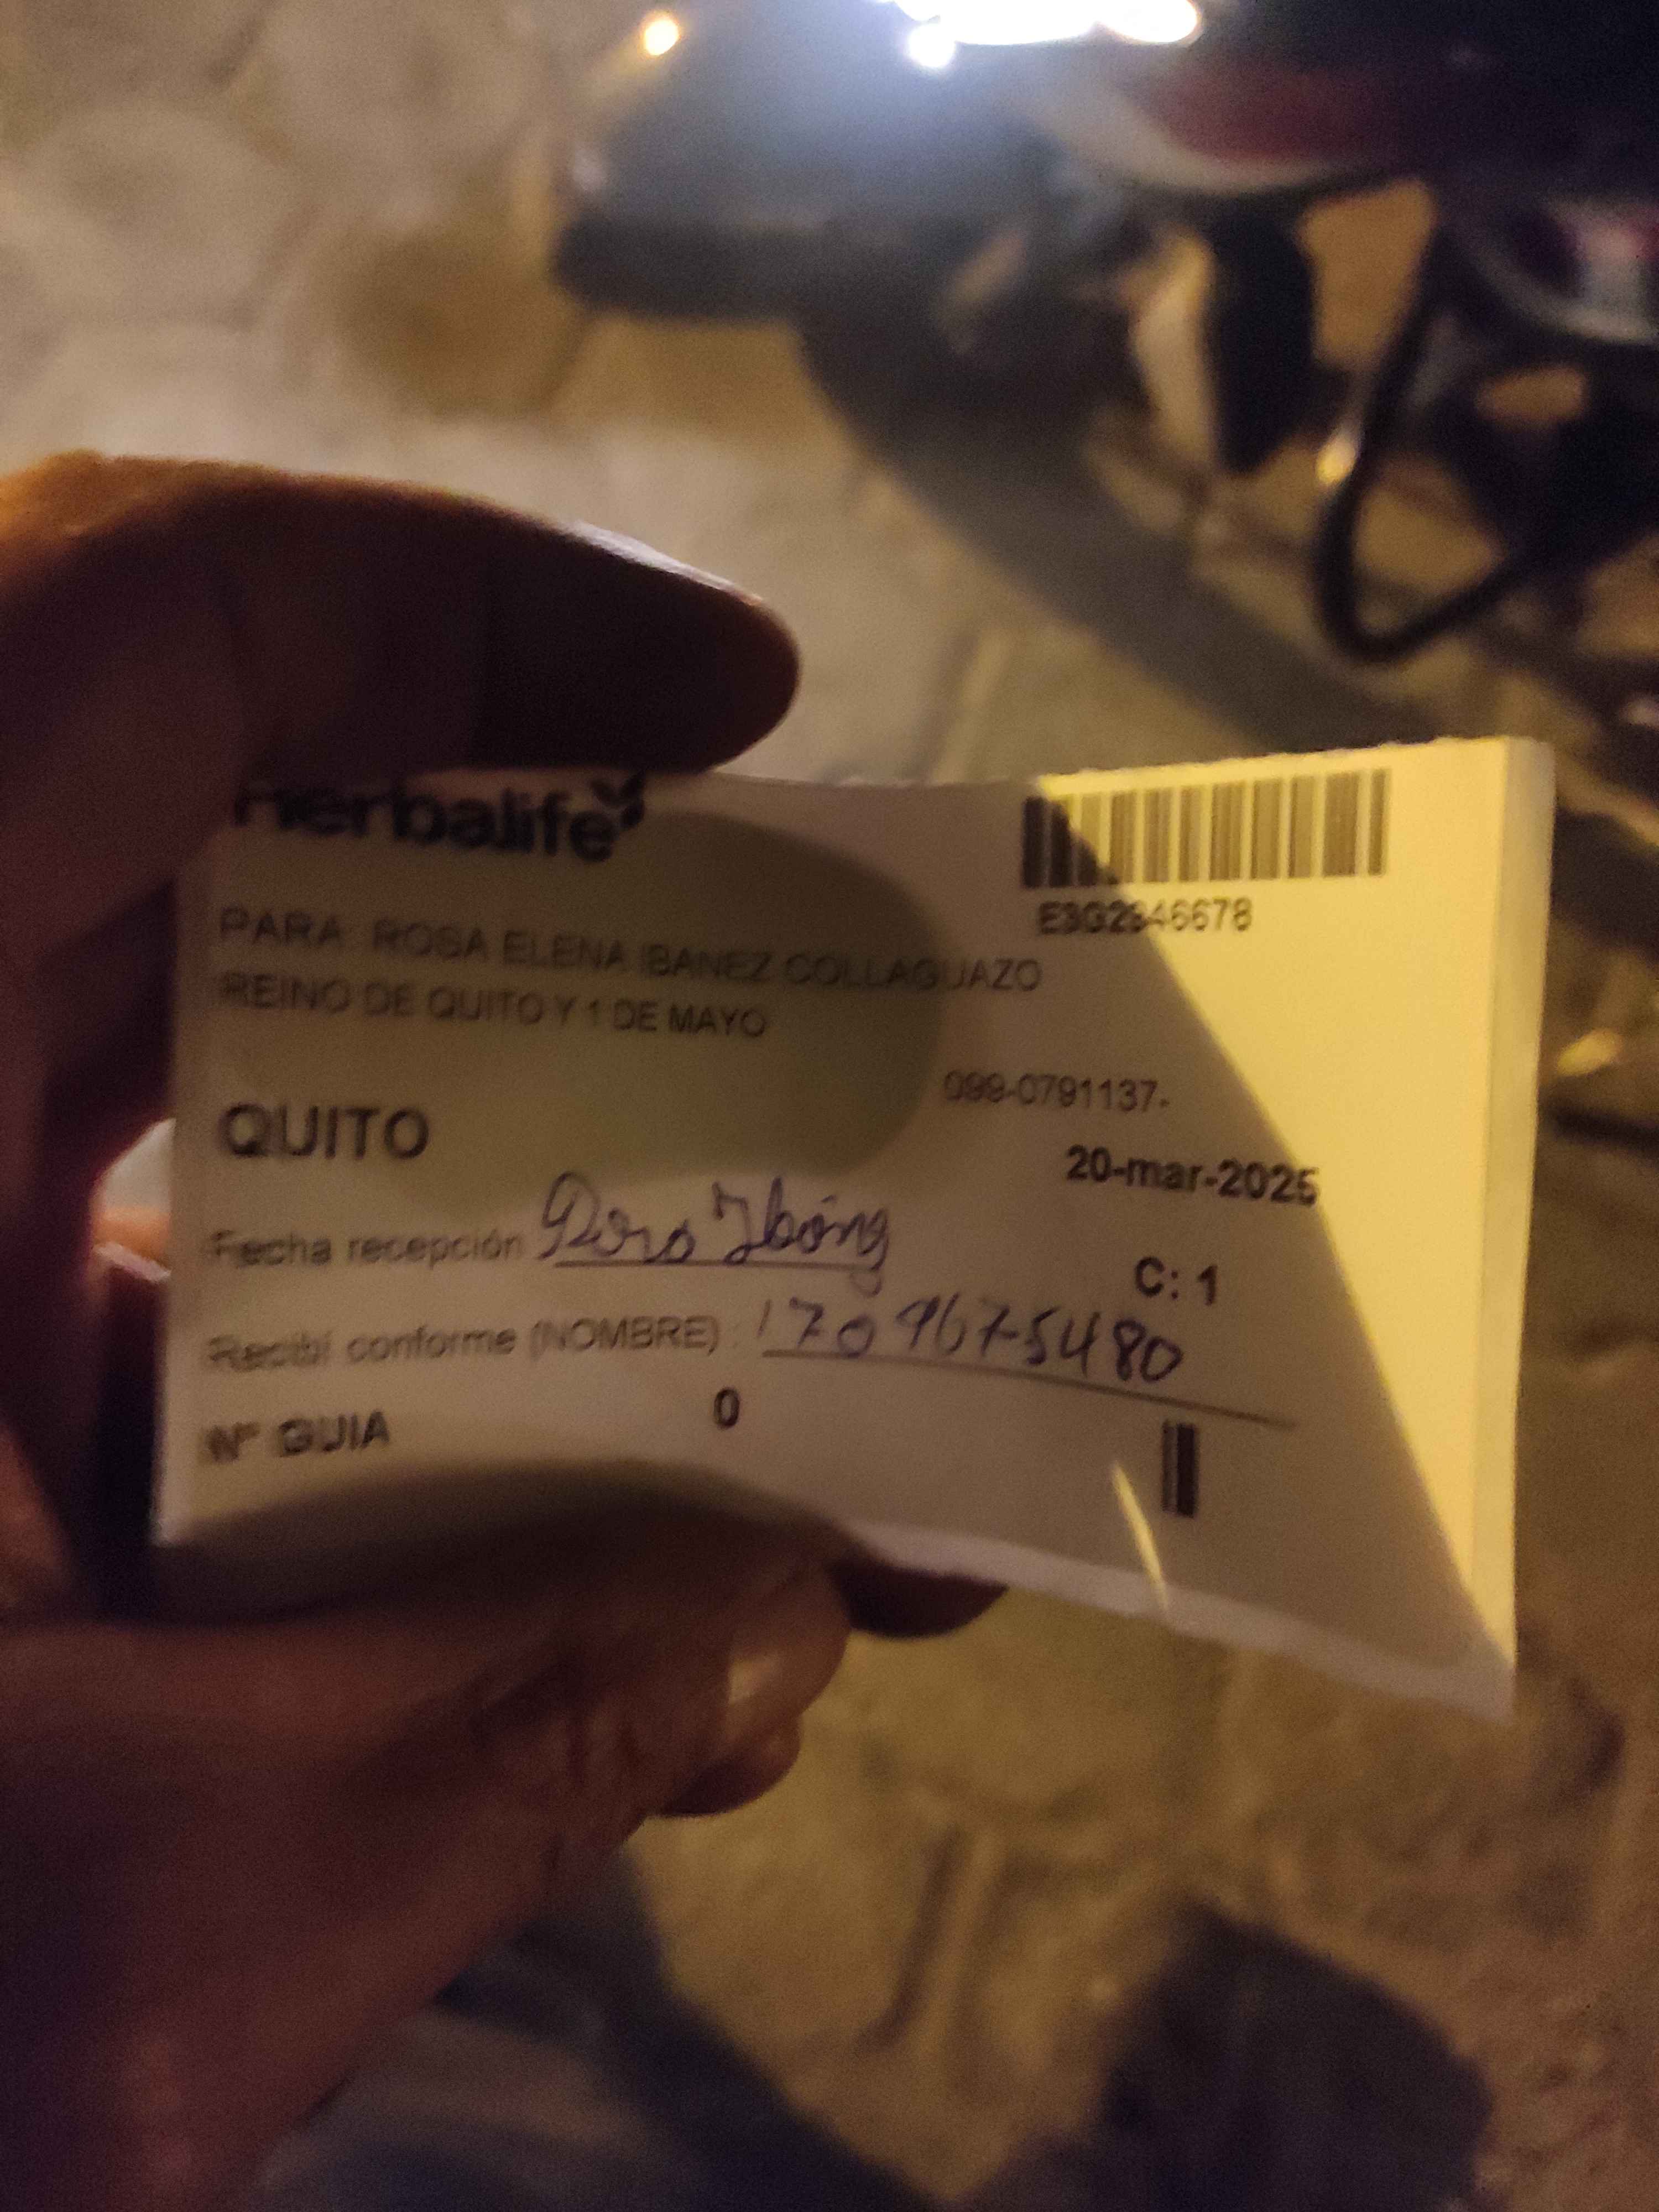 Herbalife
E3G2946678
PARA: ROSA ELENA IBANEZ COLLAGUAZO
REINO DE QUITO Y 1 DE MAYO
099-0791137-
QUITO
20-mar-2025
Fecha recepción
C: 1
Recibí conforme (NOMBRE) : 1709675480
N° GUIA 0